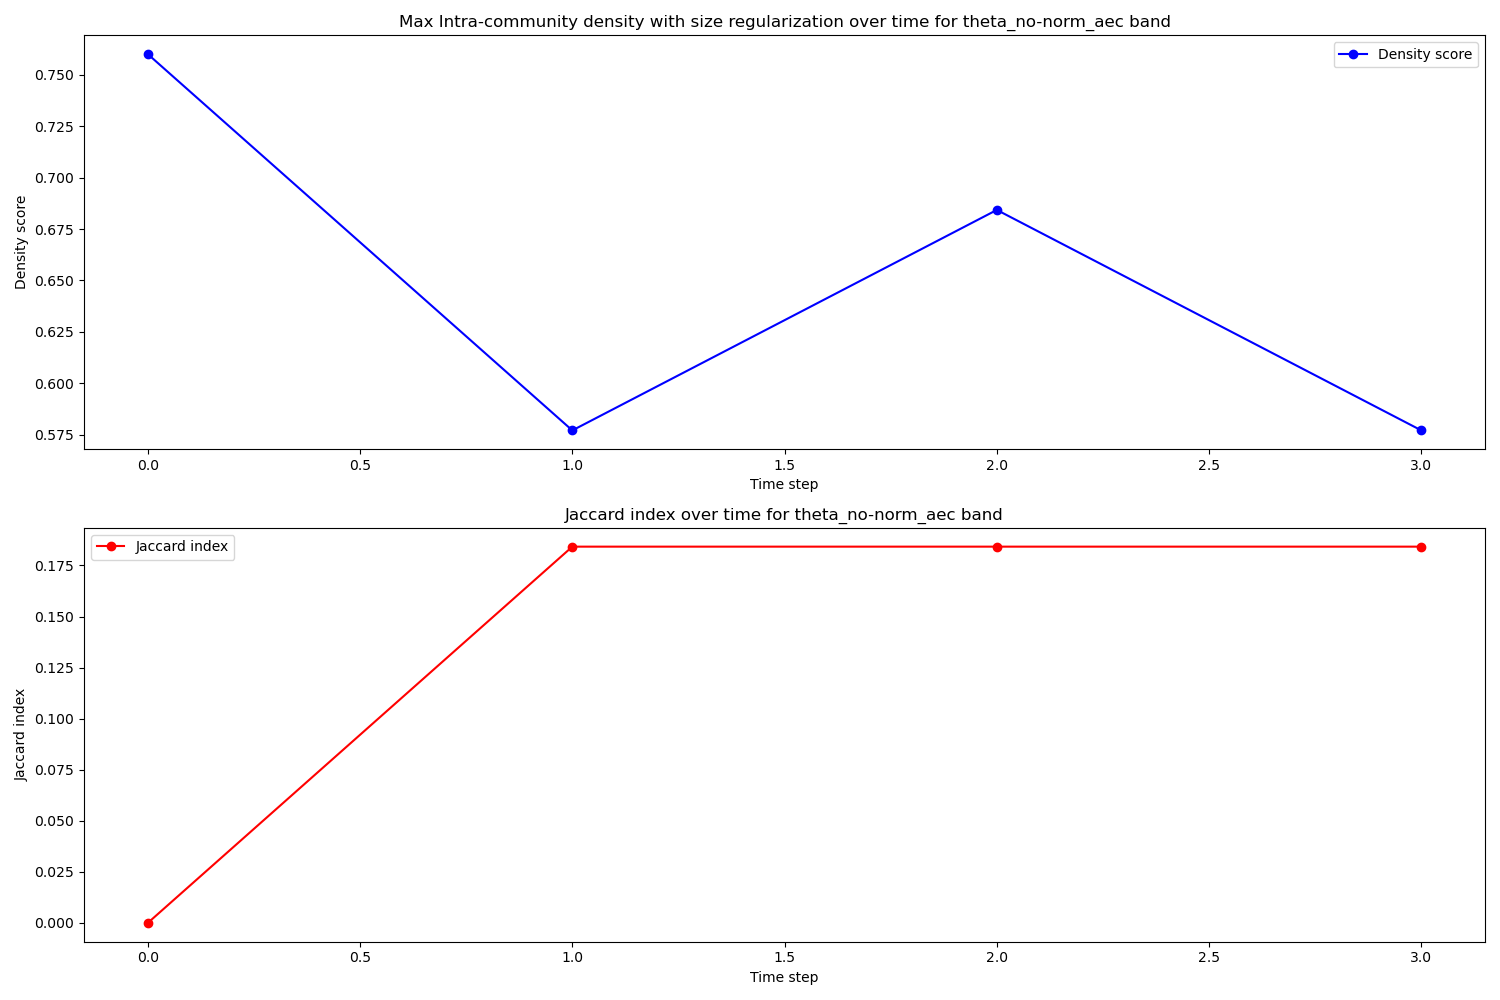 Max Intra-community density with size regularization over time for theta_no-norm_aec band
Density score
0.750
0.725
0.700
0.675
0.650
0.625
0.600
0.575
Density score
0.0 0.5 1.0 1.5 2.0 2.5 3.0
Time step
Jaccard index over time for theta_no-norm_aec band
Jaccard index
0.175
0.150
0.125
0.100
0.075
0.050
0.025
0.000
Jaccard index
0.0 0.5 1.0 1.5 2.0 2.5 3.0
Time step